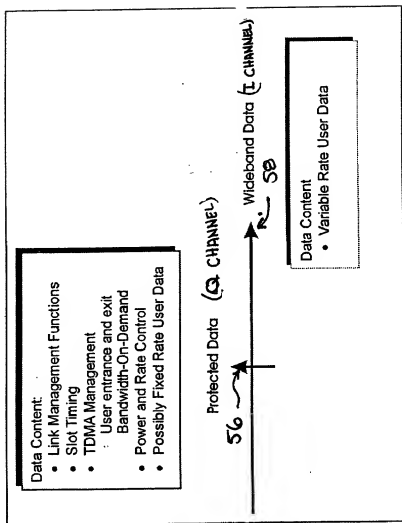 Data Content:
• Link Management Functions
• Slot Timing
• TDMA Management
: User entrance and exit
Bandwidth-On-Demand
• Power and Rate Control
• Possibly Fixed Rate User Data
Protected Data (Q CHANNEL)
56
Wideband Data (I CHANNEL)
58
Data Content
• Variable Rate User Data